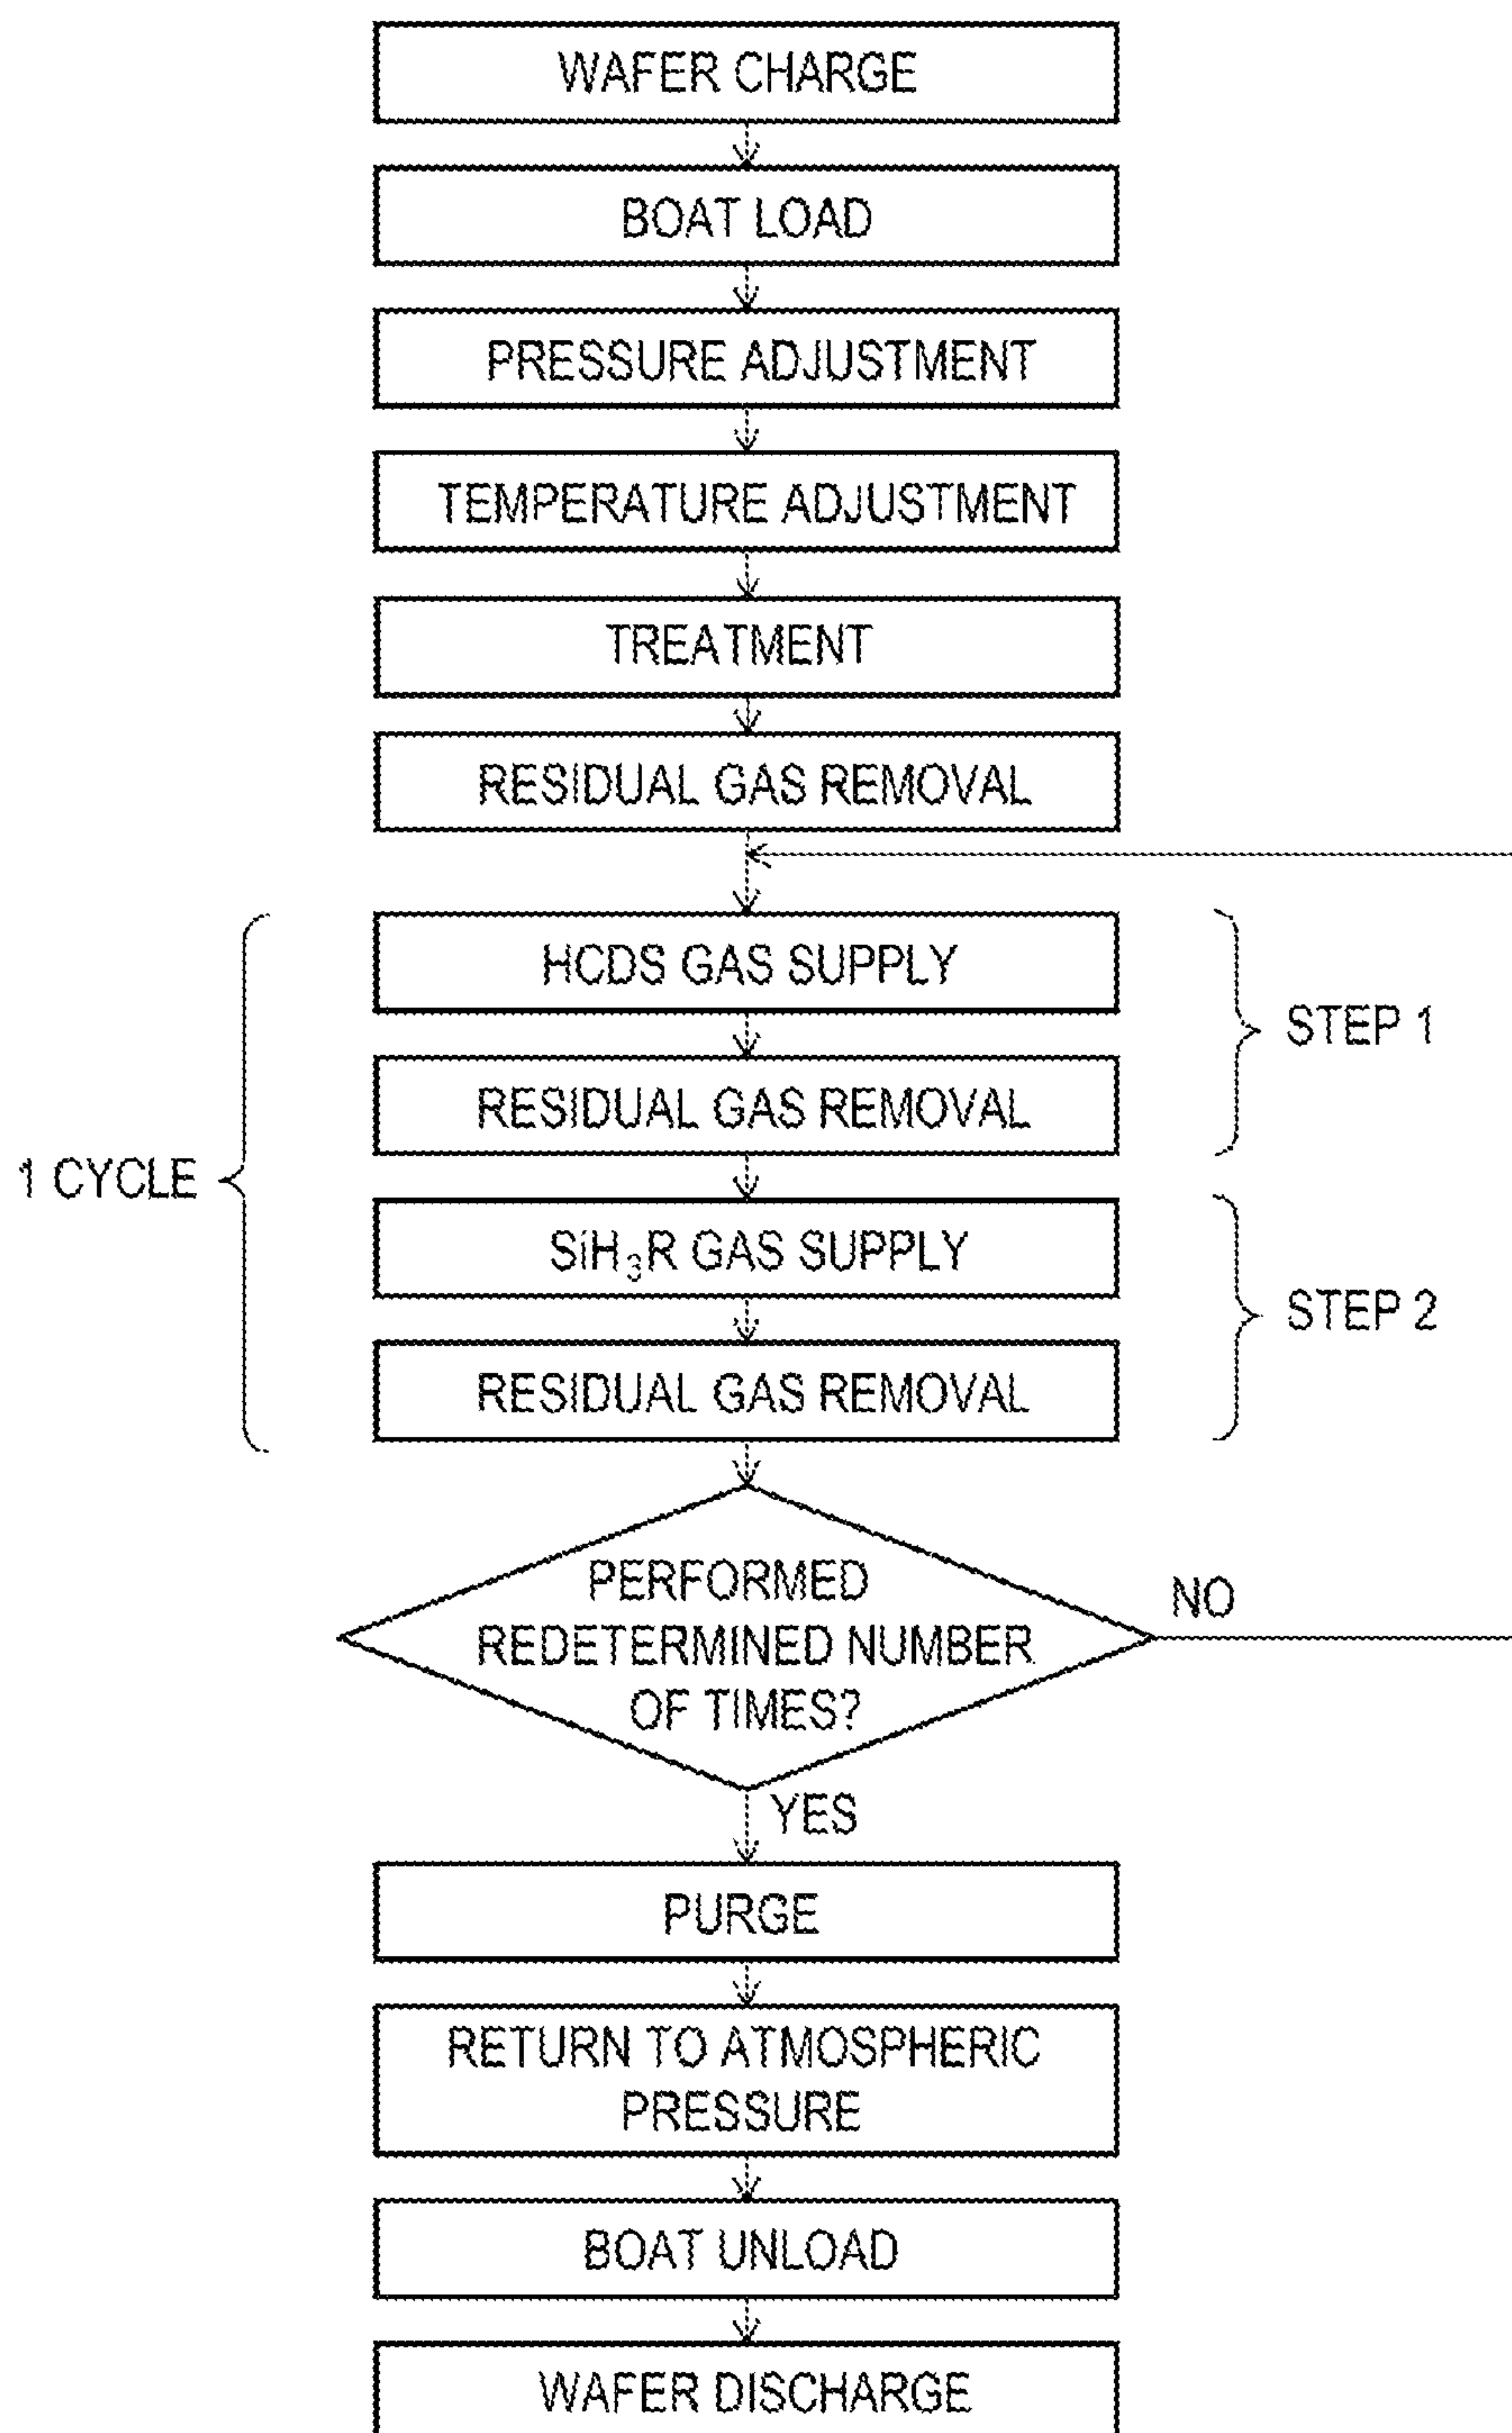 WAFER CHARGE
BOAT LOAD
PRESSURE ADJUSTMENT
TEMPERATURE ADJUSTMENT
TREATMENT
RESIDUAL GAS REMOVAL
HCDS GAS SUPPLY
STEP 1
RESIDUAL GAS REMOVAL
1 CYCLE
SiH₃R GAS SUPPLY
STEP 2
RESIDUAL GAS REMOVAL
PERFORMED
REDETERMINED NUMBER
OF TIMES?
NO
YES
PURGE
RETURN TO ATMOSPHERIC
PRESSURE
BOAT UNLOAD
WAFER DISCHARGE